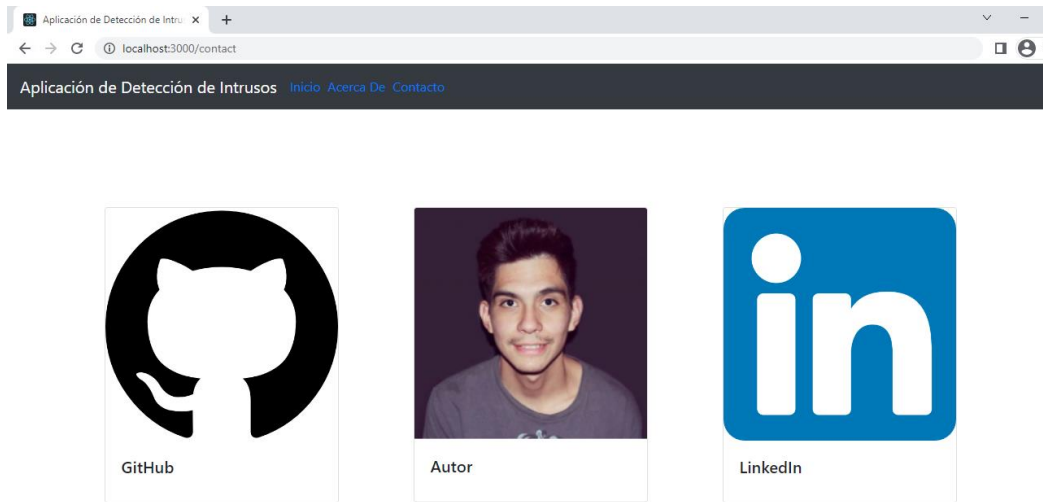 Aplicación de Detección de Intru
localhost:3000/contact
Aplicación de Detección de Intrusos Inicio Acerca De Contacto
in
GitHub Autor LinkedIn